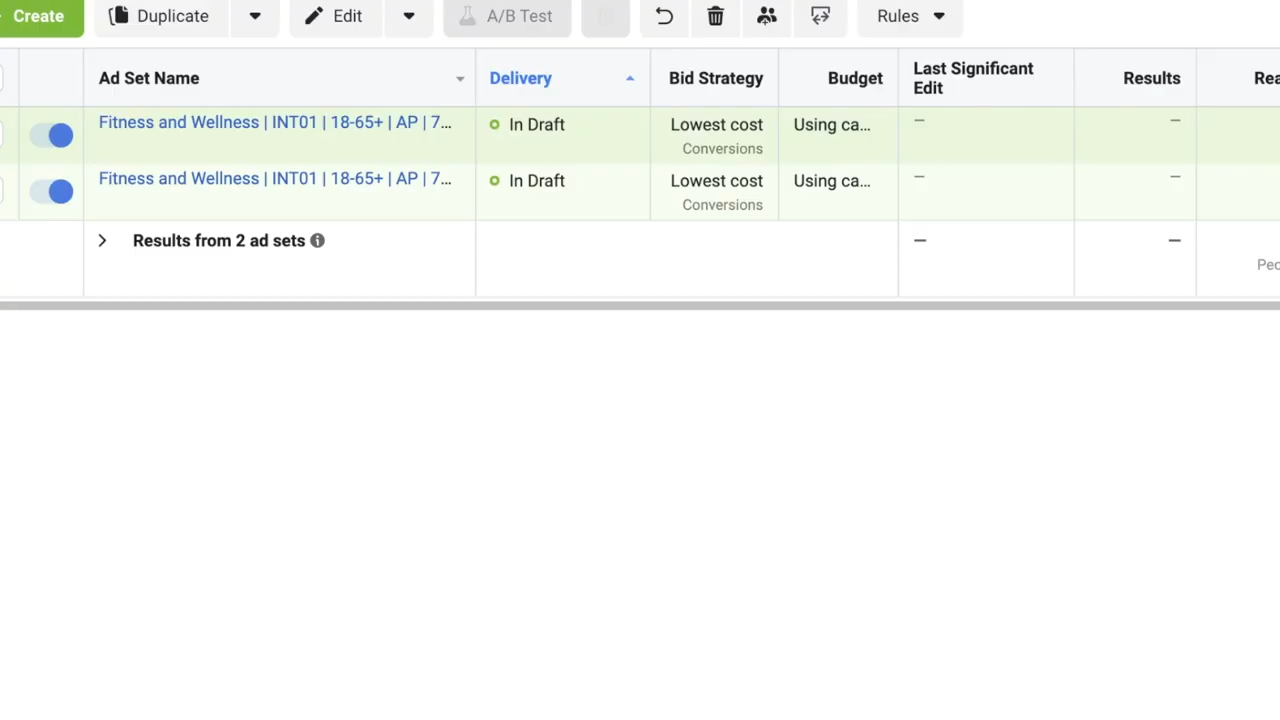 Create Duplicate Edit A/B Test Rules
Ad Set Name Delivery Bid Strategy Budget Last Significant Edit Results Rea
Fitness and Wellness | INT01 | 18-65+ | AP | 7... In Draft Lowest cost Using ca... – –
Conversions
Fitness and Wellness | INT01 | 18-65+ | AP | 7... In Draft Lowest cost Using ca... – –
Conversions
Results from 2 ad sets – –
Peo